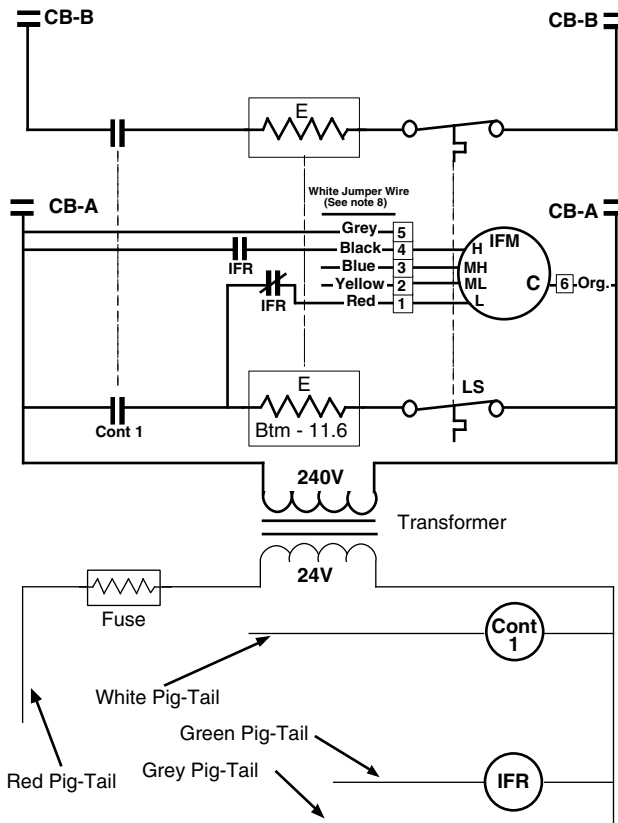 CB-B
CB-B
E
White Jumper Wire
(See note 8)
CB-A
CB-A
Grey 5
IFR
Black 4 H
IFM
Blue 3 MH
IFR
Yellow 2 ML
C 6 Org.
Red 1 L
Cont 1
E
Btm - 11.6
LS
240V
Transformer
24V
Fuse
Cont
1
White Pig-Tail
Green Pig-Tail
Red Pig-Tail
Grey Pig-Tail
IFR